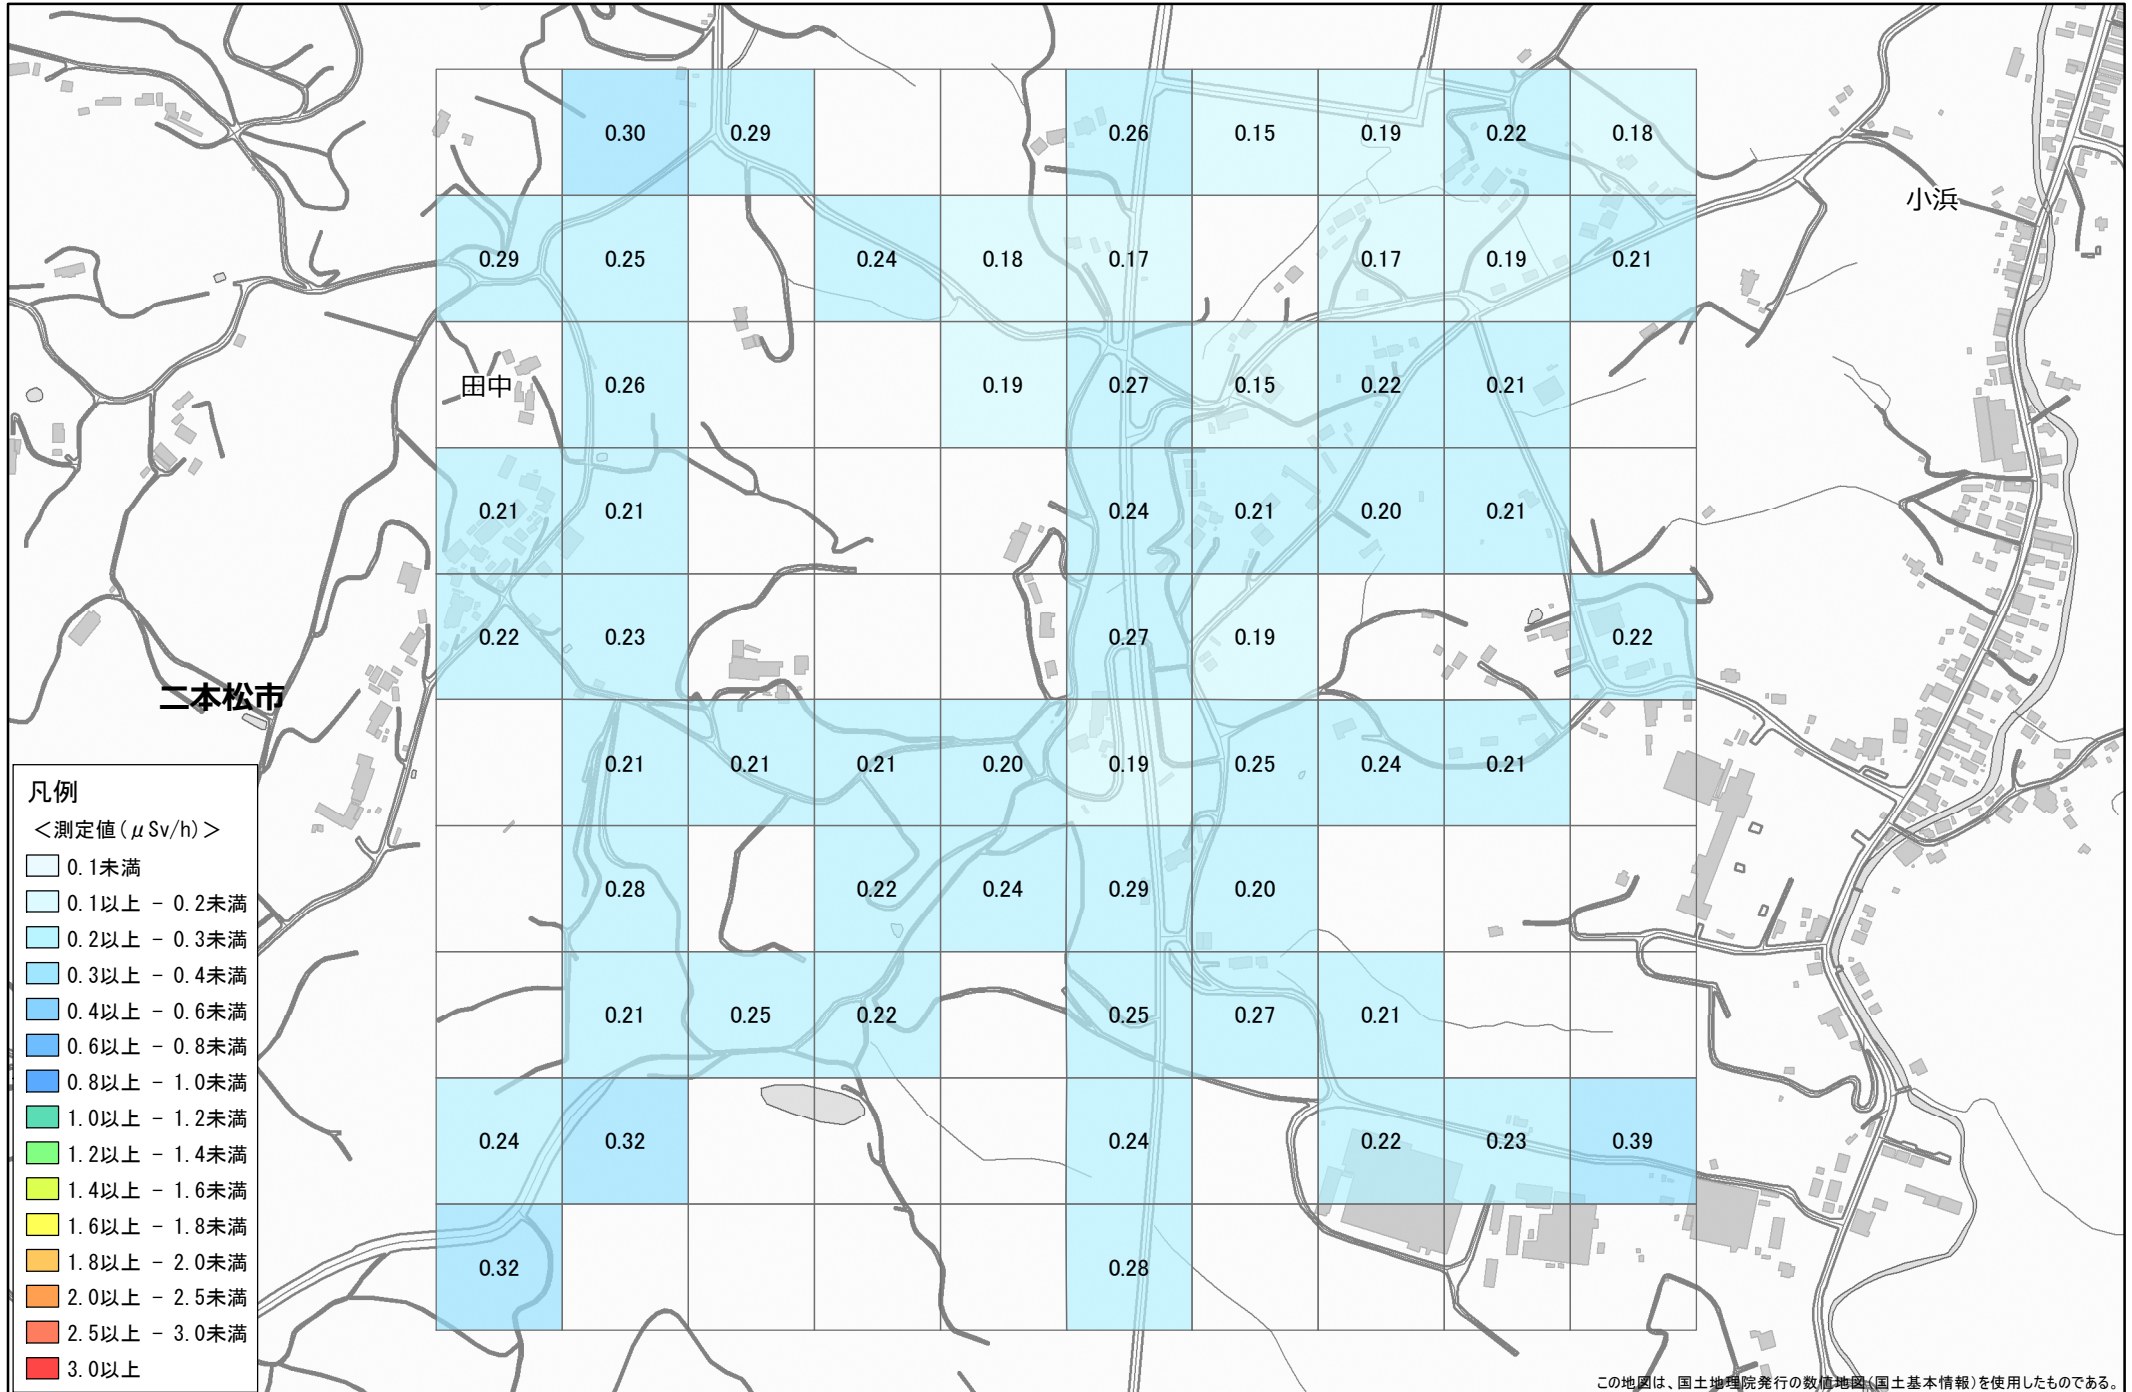 0.30 0.29 0.26 0.15 0.19 0.22 0.18
小浜
0.29 0.25 0.24 0.18 0.17 0.17 0.19 0.21
田中 0.26 0.19 0.27 0.15 0.22 0.21
0.21 0.21 0.24 0.21 0.20 0.21
0.22 0.23 0.27 0.19 0.22
二本松市
0.21 0.21 0.21 0.20 0.19 0.25 0.24 0.21
0.28 0.22 0.24 0.29 0.20
0.21 0.25 0.22 0.25 0.27 0.21
0.24 0.32 0.24 0.22 0.23 0.39
0.32 0.28
凡例
＜測定値(μSv/h)＞
0.1未満
0.1以上 － 0.2未満
0.2以上 － 0.3未満
0.3以上 － 0.4未満
0.4以上 － 0.6未満
0.6以上 － 0.8未満
0.8以上 － 1.0未満
1.0以上 － 1.2未満
1.2以上 － 1.4未満
1.4以上 － 1.6未満
1.6以上 － 1.8未満
1.8以上 － 2.0未満
2.0以上 － 2.5未満
2.5以上 － 3.0未満
3.0以上
この地図は、国土地理院発行の数値地図(国土基本情報)を使用したものである。